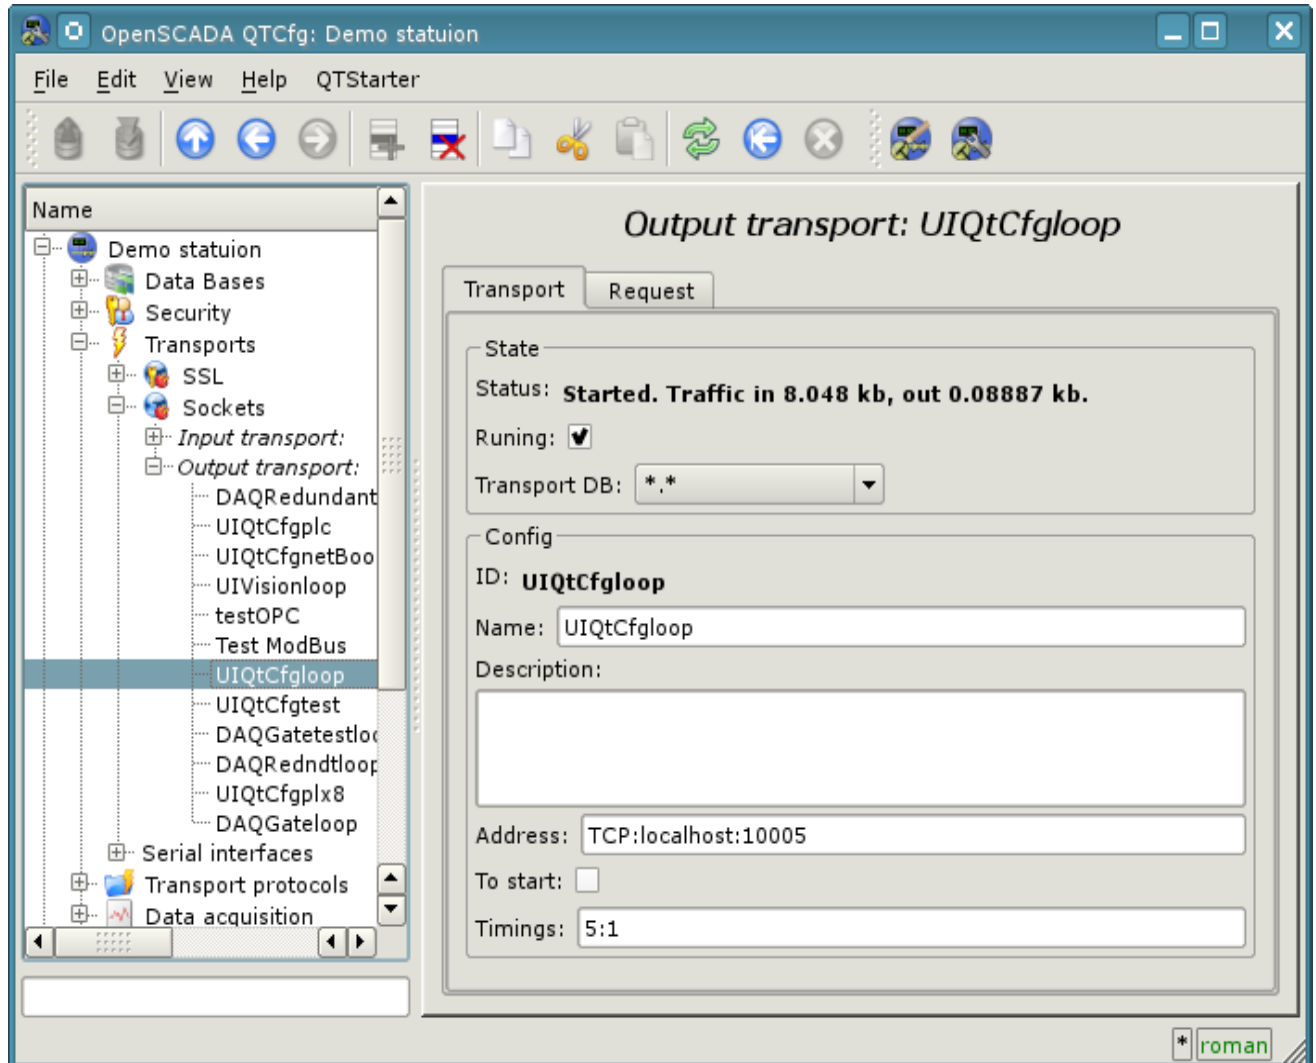 OpenSCADA QTCfg: Demo statuion
File Edit View Help QTStarter
Name
Demo statuion
Data Bases
Security
Transports
SSL
Sockets
Input transport:
Output transport:
DAQRedundant
UIQtCfgplc
UIQtCfgnetBoo
UIVisionloop
testOPC
Test ModBus
UIQtCfgloop
UIQtCfgtest
DAQGatetestloo
DAQRedndtloop
UIQtCfgplx8
DAQGateloop
Serial interfaces
Transport protocols
Data acquisition
Output transport: UIQtCfgloop
Transport Request
State
Status: Started. Traffic in 8.048 kb, out 0.08887 kb.
Runing:
Transport DB: *.*
Config
ID: UIQtCfgloop
Name: UIQtCfgloop
Description:
Address: TCP:localhost:10005
To start:
Timings: 5:1
* roman